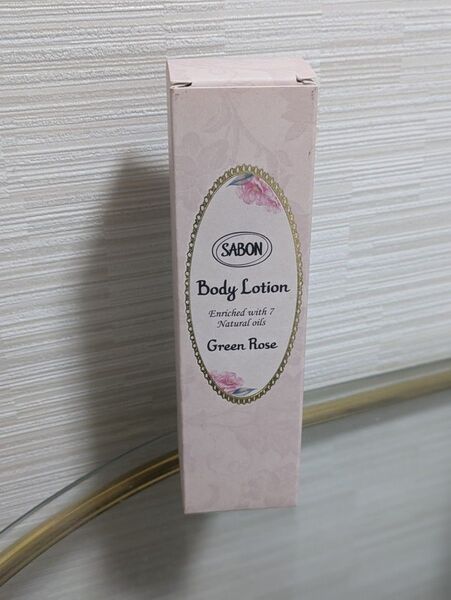 SABON
Body Lotion
Enriched with 7
Natural oils
Green Rose